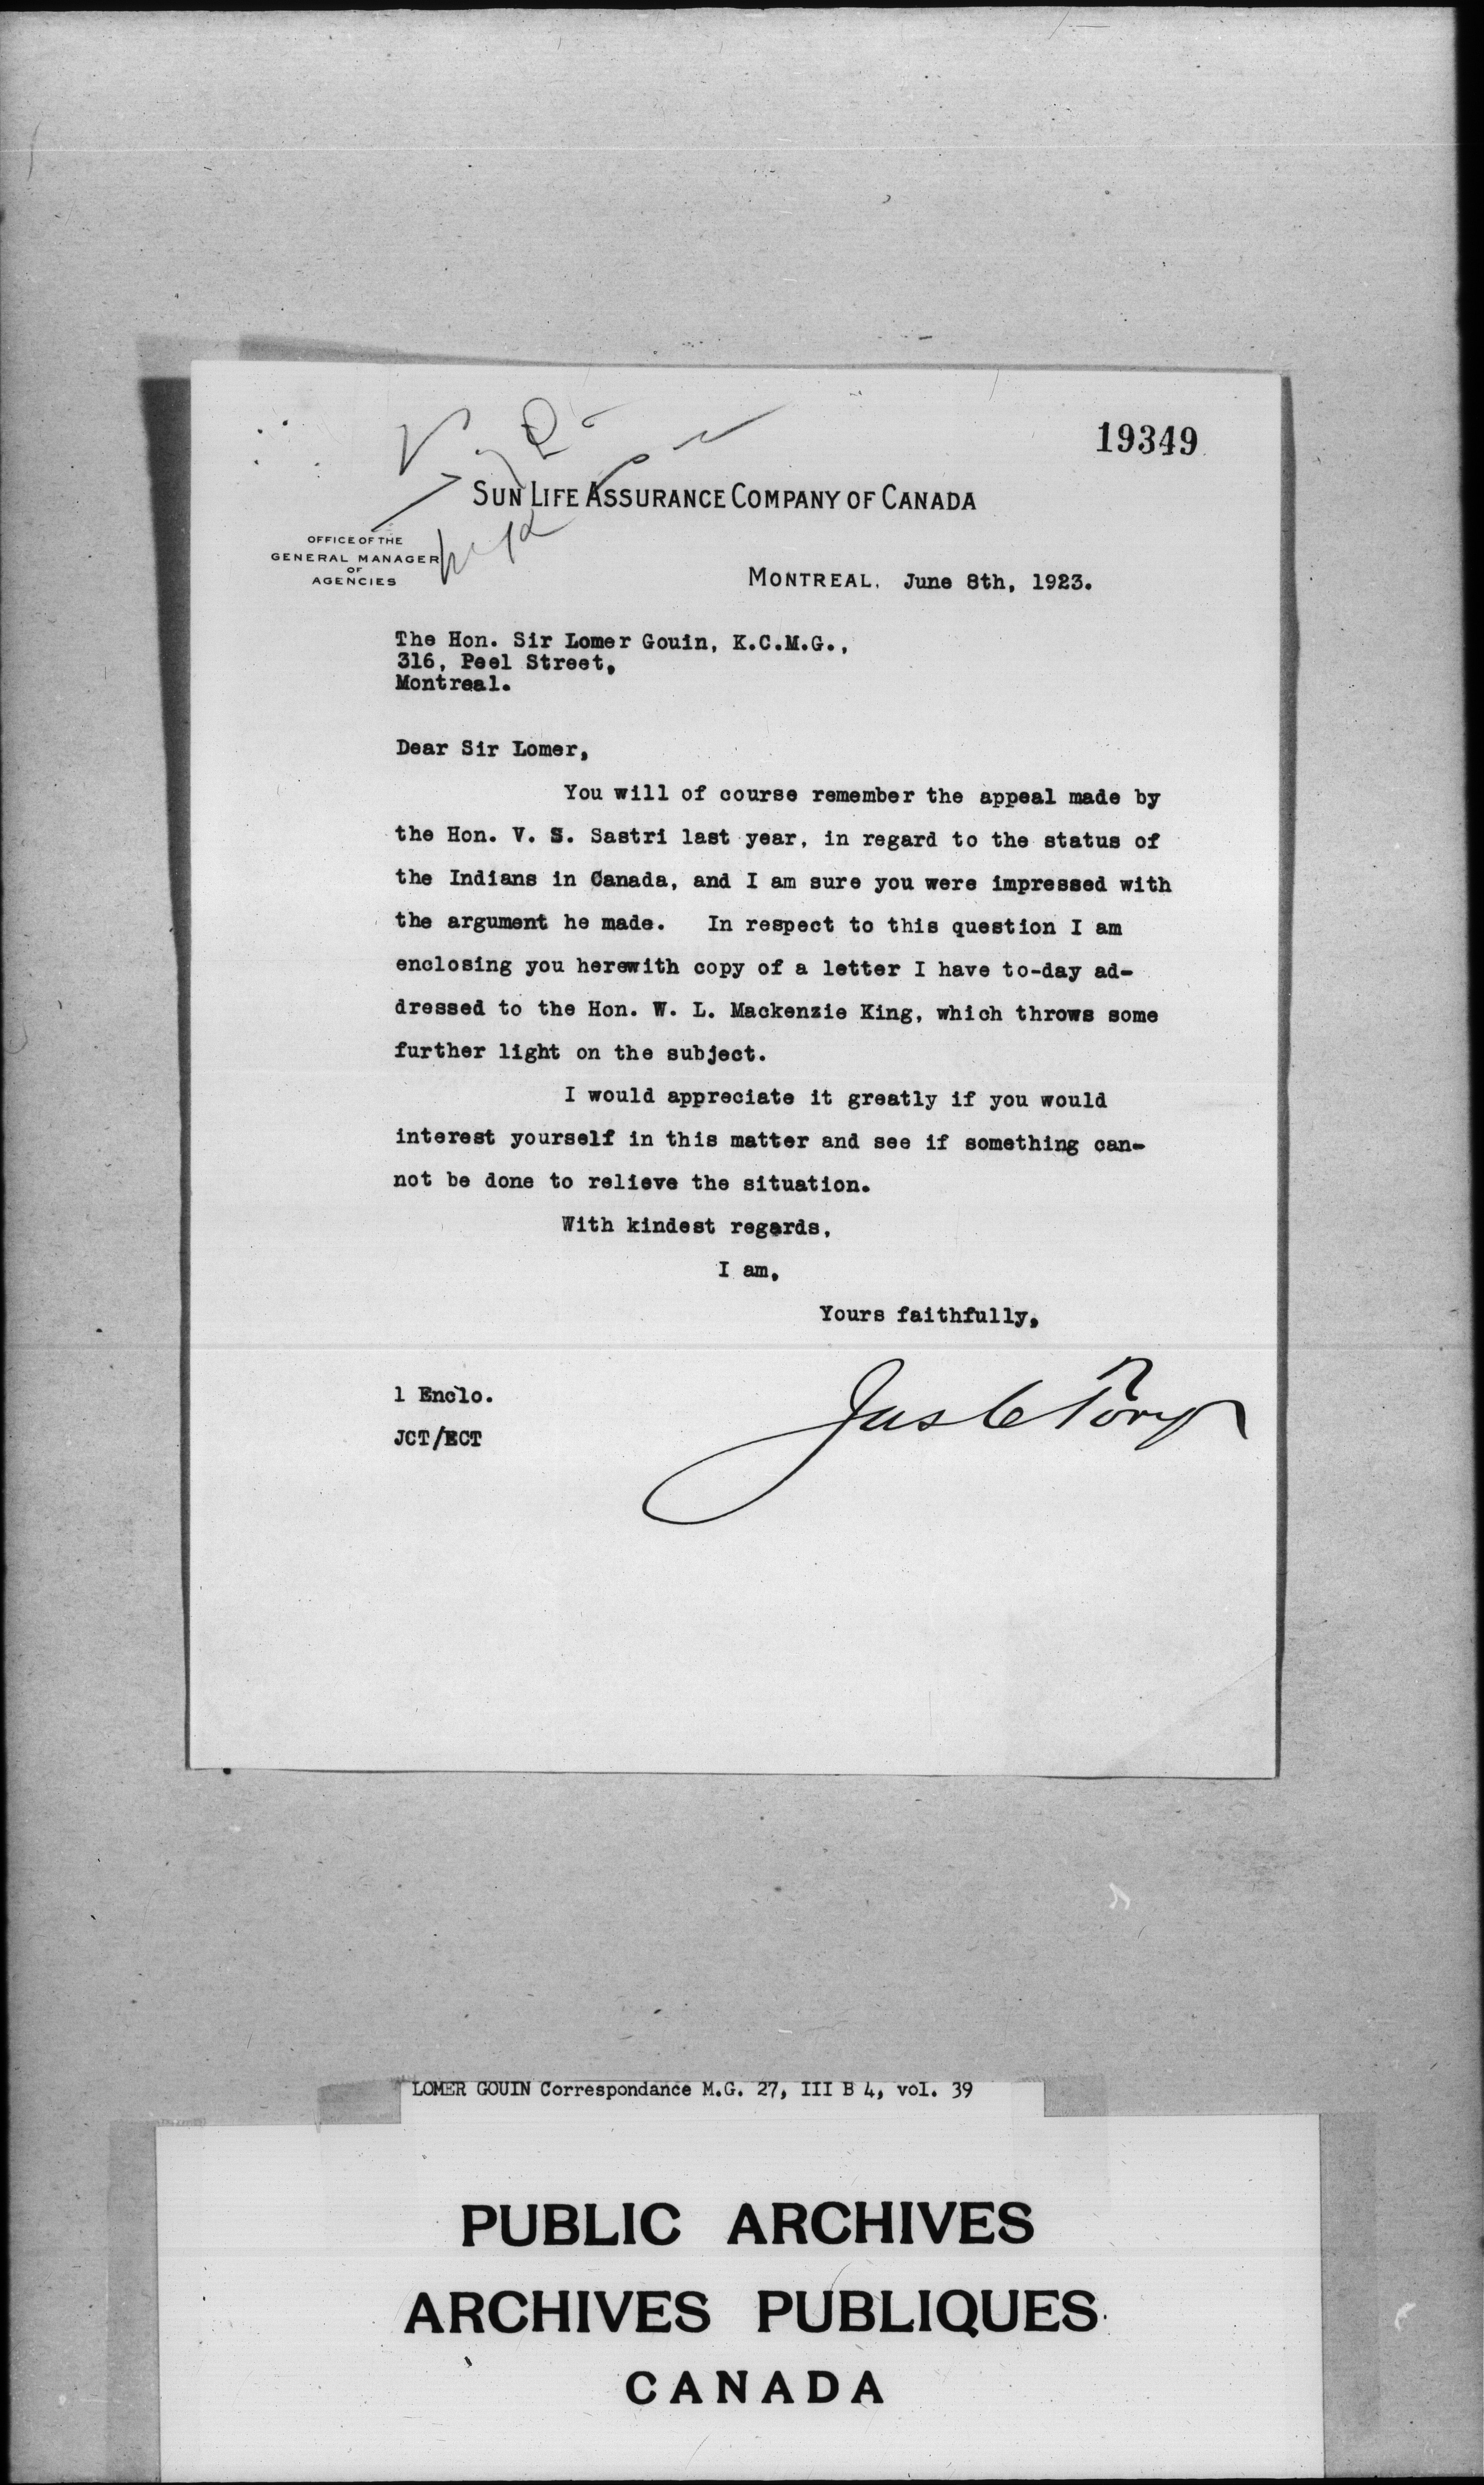 19349
SUN LIFE ASSURANCE COMPANY OF CANADA
OFFICE OF THE
GENERAL MANAGER
OF
AGENCIES
MONTREAL, June 8th, 1923.
The Hon. Sir Lomer Gouin, K.C.M.G.,
316, Peel Street,
Montreal.
Dear Sir Lomer,
You will of course remember the appeal made by
the Hon. V. S. Sastri last year, in regard to the status of
the Indians in Canada, and I am sure you were impressed with
the argument he made. In respect to this question I am
enclosing you herewith copy of a letter I have to-day ad-
dressed to the Hon. W. L. Mackenzie King, which throws some
further light on the subject.
I would appreciate it greatly if you would
interest yourself in this matter and see if something can-
not be done to relieve the situation.
With kindest regards,
I am,
Yours faithfully,
Jas C Tory
1 Enclo.
JCT/ECT
LOMER GOUIN Correspondance M.G. 27, III B 4, vol. 39
PUBLIC ARCHIVES
ARCHIVES PUBLIQUES
CANADA